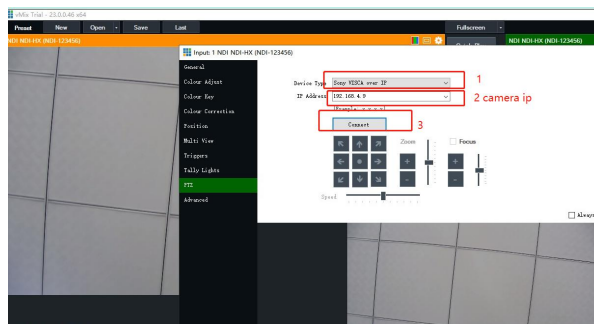 vMix Trial - 23.0.0.46 x64
Preset New Open Save Last Fullscreen
NDI NDI-HX (NDI-123456)
NDI NDI-HX (NDI-123456)
Input: 1 NDI NDI-HX (NDI-123456)
General
Colour Adjust
Colour Key
Colour Correction
Position
Multi View
Triggers
Tally Lights
PTZ
Advanced
Device Type Sony VISCA over IP 1
IP Address 192.168.4.9 2 camera ip
Connect 3
Zoom Focus
+ +
- -
Speed
Always